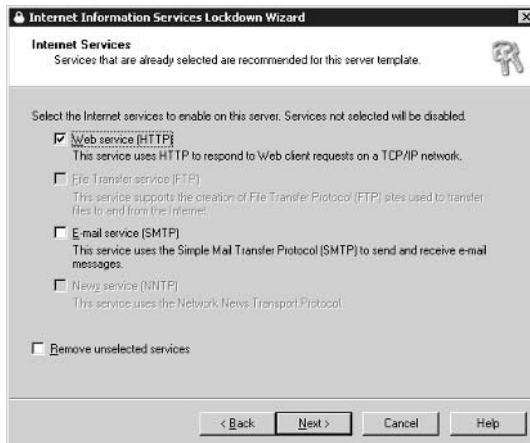 Internet Information Services Lockdown Wizard
Internet Services
Services that are already selected are recommended for this server template.
Select the Internet services to enable on this server. Services not selected will be disabled.
Web service (HTTP)
This service uses HTTP to respond to Web client requests on a TCP/IP network.
File Transfer service (FTP)
This service supports the creation of File Transfer Protocol (FTP) sites used to transfer
files to and from the Internet.
E-mail service (SMTP)
This service uses the Simple Mail Transfer Protocol (SMTP) to send and receive e-mail
messages.
News service (NNTP)
This service uses the Network News Transport Protocol.
Remove unselected services
< Back Next > Cancel Help